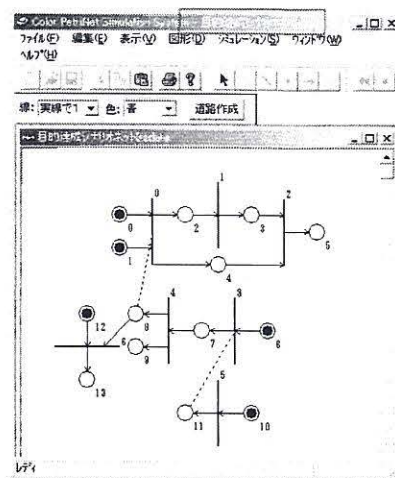 Color PetriNet Simulation System -
ファイル(F) 編集(E) 表示(V) 図形(D) シミュレーション(S) ウィンドウ(W)
ヘルプ(H)
線: 実線で1 色: 青 道路作成
0 1 2
0 2 3 5
1 4
4 3
12 8 7 6
6 9
13 5
11 10
レディ